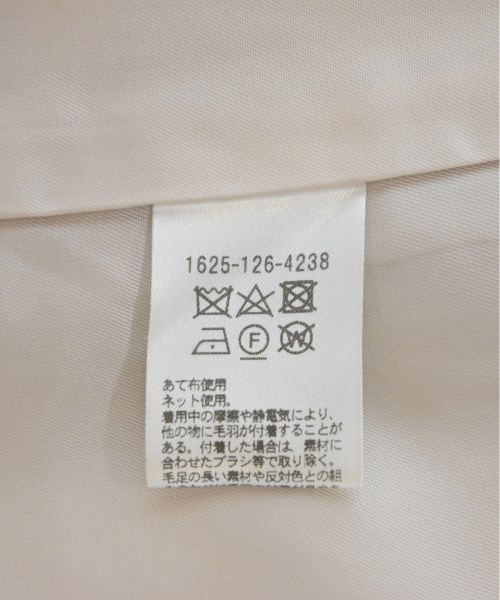 1625-126-4238
F W
あて布使用
ネット使用。
着用中の摩擦や静電気により、
他の物に毛羽が付着することが
ある。付着した場合は、素材に
合わせたブラシ等で取り除く。
毛足の長い素材や反対色との組